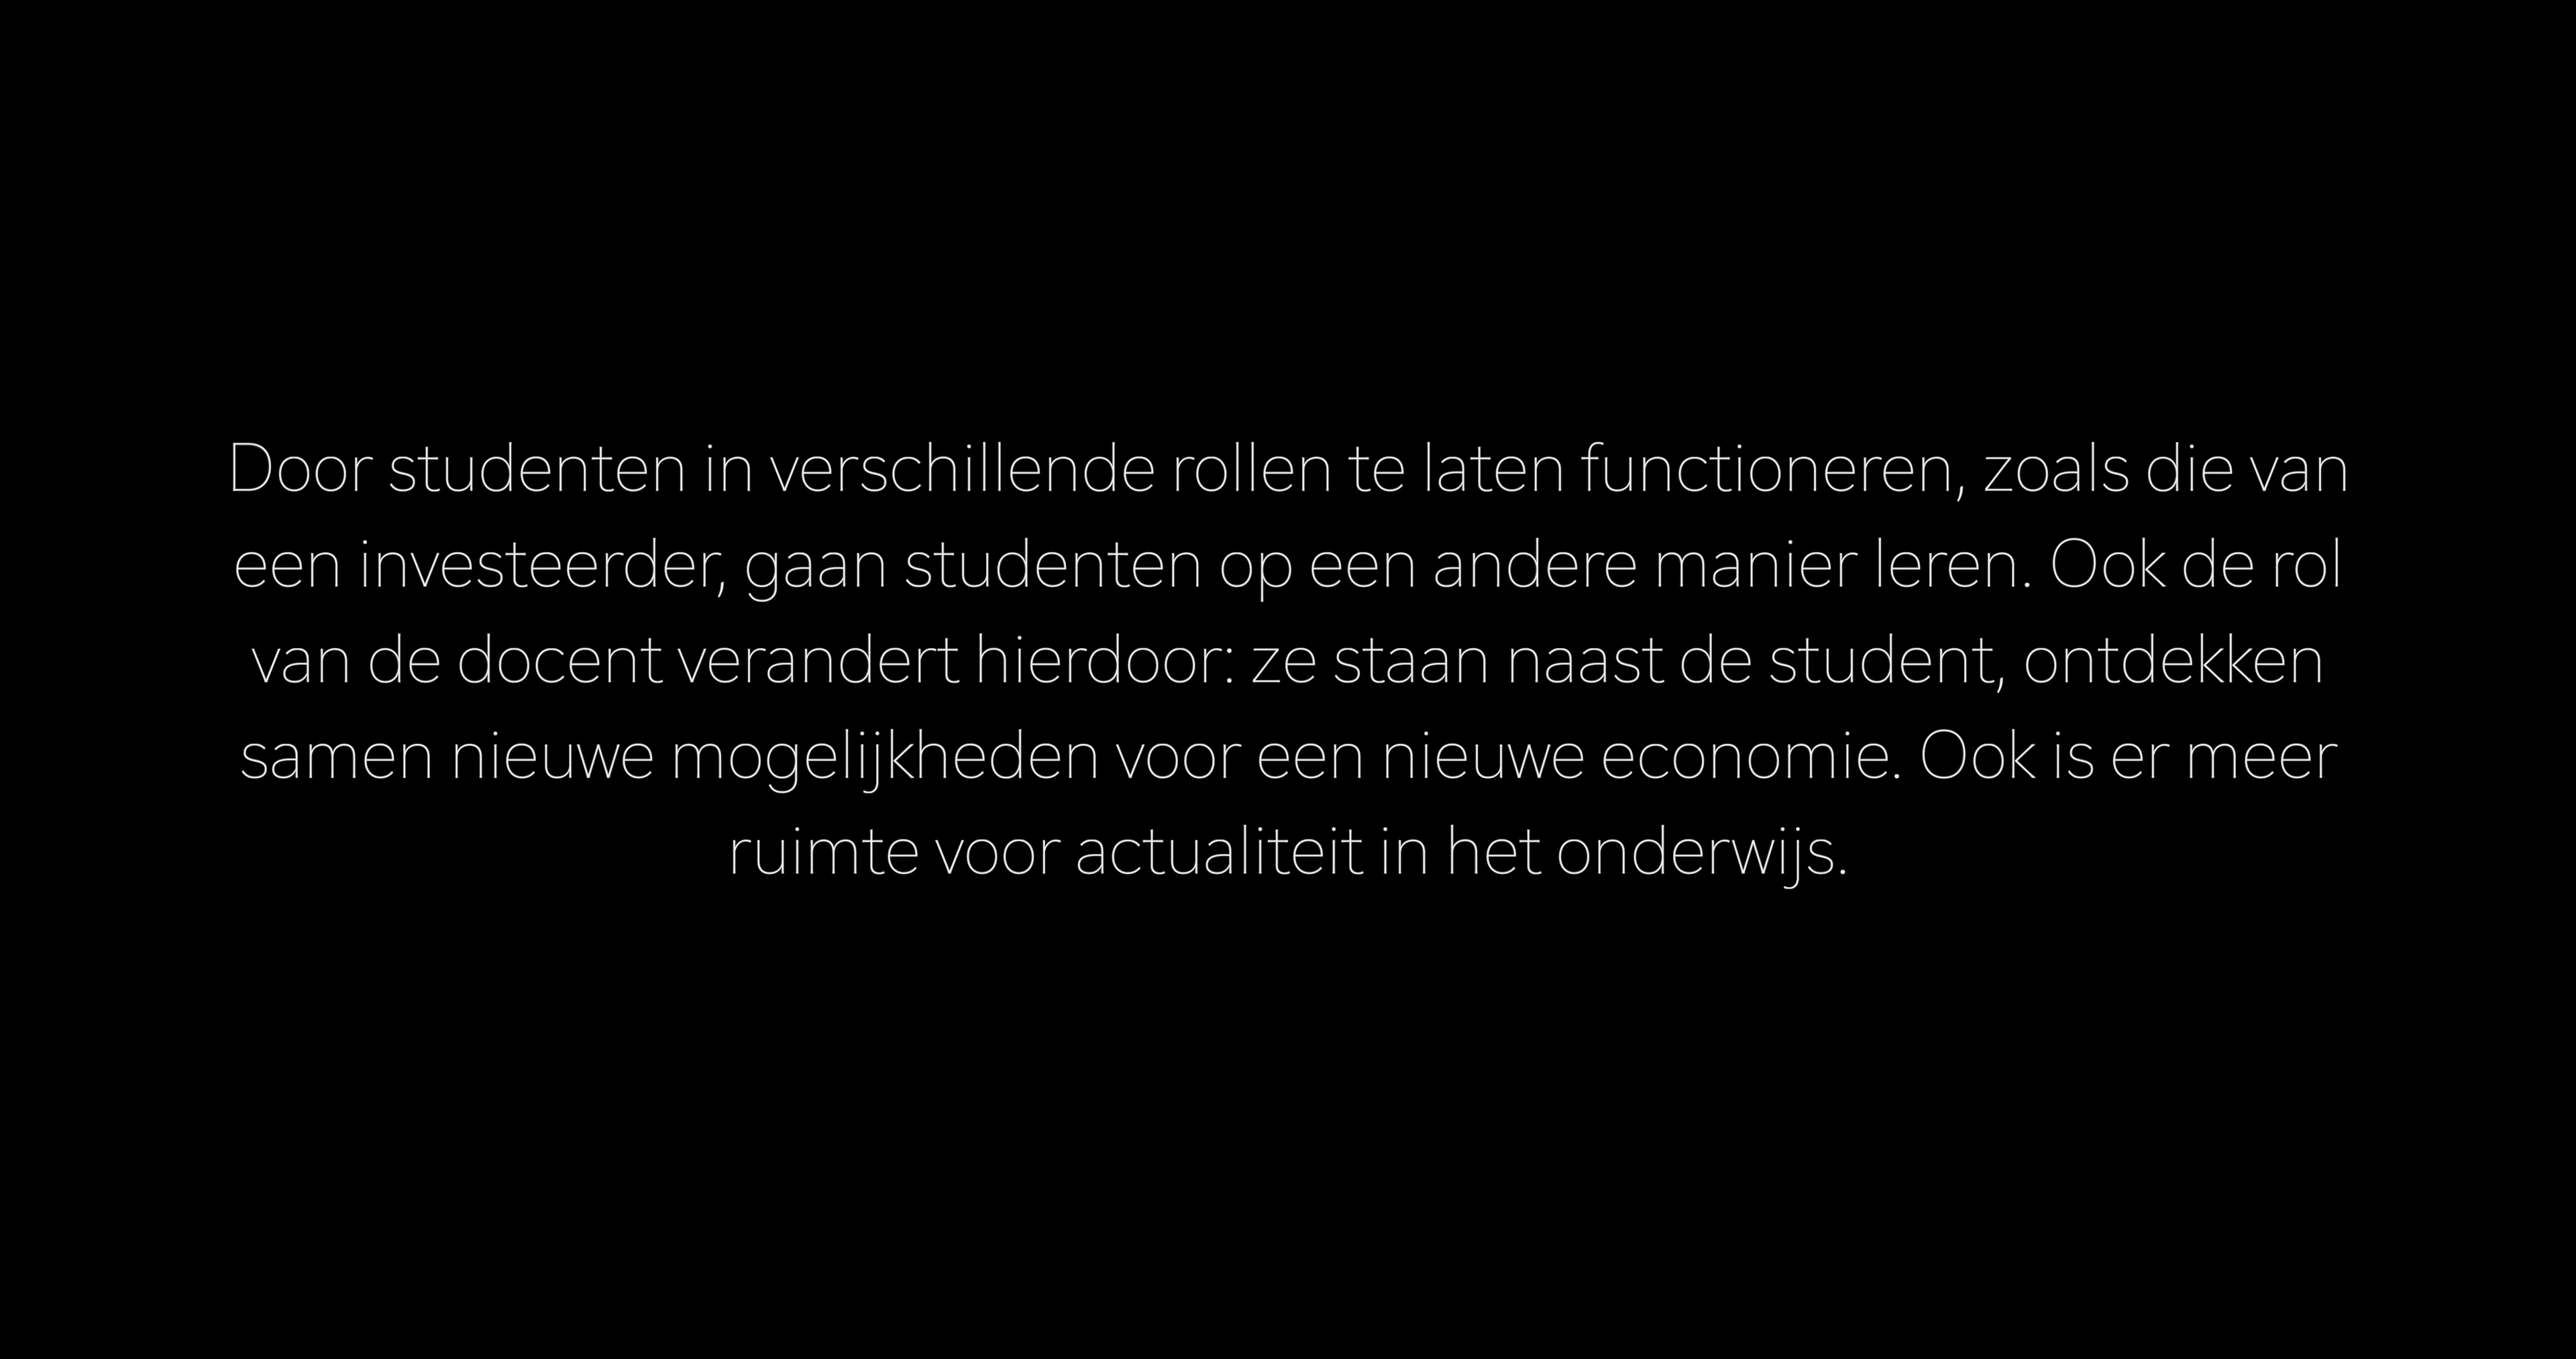 Door studenten in verschillende rollen te laten functioneren, zoals die van
een investeerder, gaan studenten op een andere manier leren. Ook de rol
van de docent verandert hierdoor: ze staan naast de student, ontdekken
samen nieuwe mogelijkheden voor een nieuwe economie. Ook is er meer
ruimte voor actualiteit in het onderwijs.